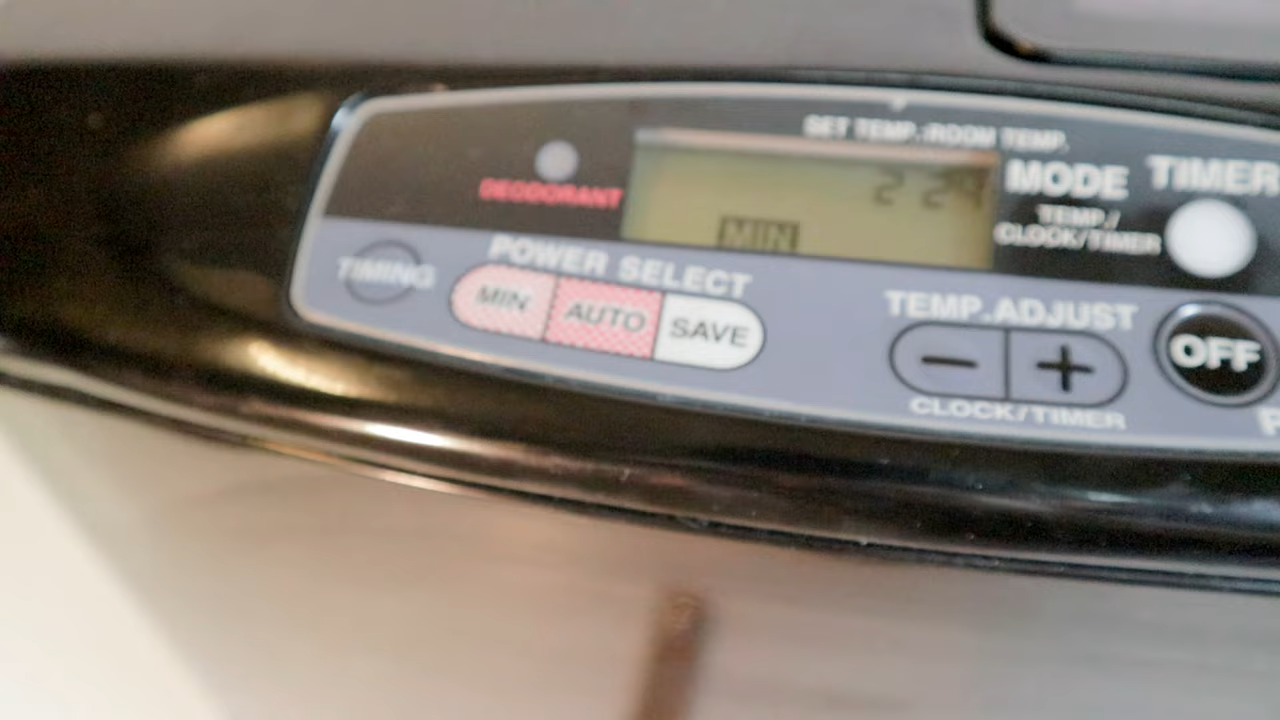 SET TEMP.:ROOM TEMP.
DEODORANT
MODE
TIMER
TEMP./
CLOCK/TIMER
MIN
TIMING
POWER SELECT
MIN
AUTO
SAVE
TEMP.ADJUST
OFF
CLOCK/TIMER